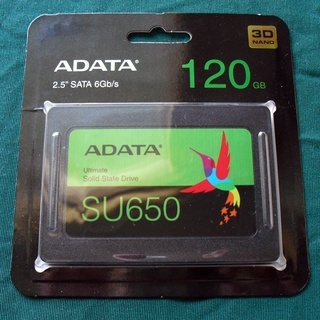 3D
NAND
ADATA
2.5" SATA 6Gb/s
120 GB
ADATA
Ultimate
Solid State Drive
SU650